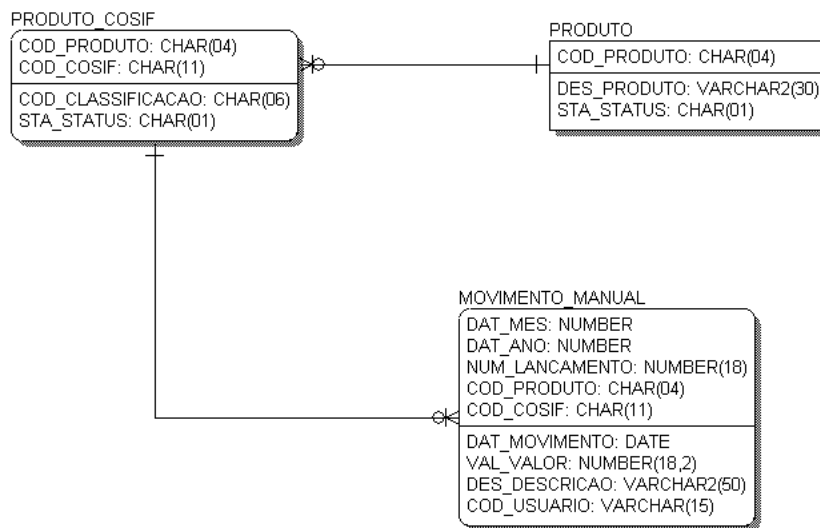 PRODUTO_COSIF
COD_PRODUTO: CHAR(04)
COD_COSIF: CHAR(11)
COD_CLASSIFICACAO: CHAR(06)
STA_STATUS: CHAR(01)
PRODUTO
COD_PRODUTO: CHAR(04)
DES_PRODUTO: VARCHAR2(30)
STA_STATUS: CHAR(01)
MOVIMENTO_MANUAL
DAT_MES: NUMBER
DAT_ANO: NUMBER
NUM_LANCAMENTO: NUMBER(18)
COD_PRODUTO: CHAR(04)
COD_COSIF: CHAR(11)
DAT_MOVIMENTO: DATE
VAL_VALOR: NUMBER(18,2)
DES_DESCRICAO: VARCHAR2(50)
COD_USUARIO: VARCHAR(15)